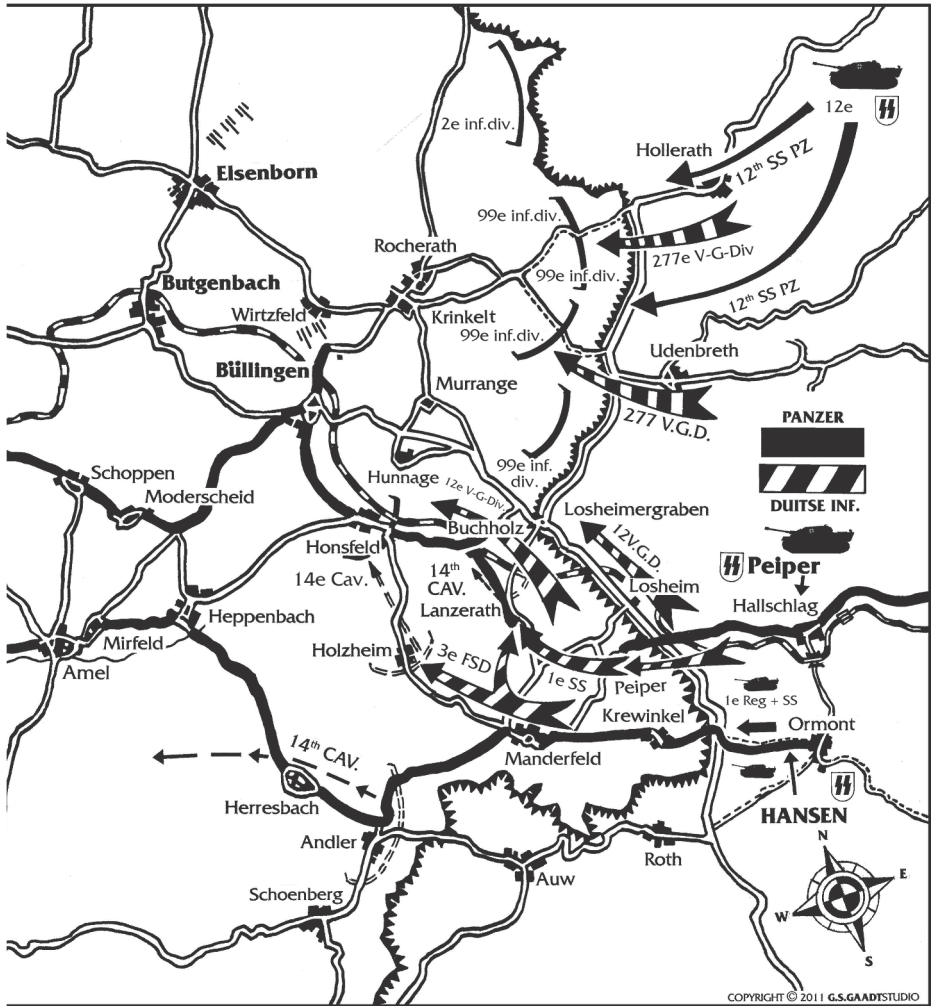 2e inf.div.
12e
Hollerath
12th SS PZ
Elsenborn
99e inf.div.
Rocherath
277e V-G-Div
99e inf.div.
Butgenbach
12th SS PZ
Wirtzfeld
Krinkelt
99e inf.div.
Udenbreth
Büllingen
Murrange
277 V.G.D.
PANZER
99e inf.
div.
Schoppen
Hunnage
12e V-G-Div
DUITSE INF.
Moderscheid
Losheimergraben
Buchholz
12V.G.D.
Honsfeld
14e Cav.
14th
CAV.
Peiper
Losheim
Lanzerath
Hallschlag
Heppenbach
Mirfeld
Holzheim
3e FSD
Amel
1e SS
Peiper
1e Reg + SS
Krewinkel
Ormont
14th CAV.
Manderfeld
Herresbach
HANSEN
Andler
N
Roth
Auw
E
Schoenberg
W
S
COPYRIGHT © 2011 G.S.GAADTSTUDIO